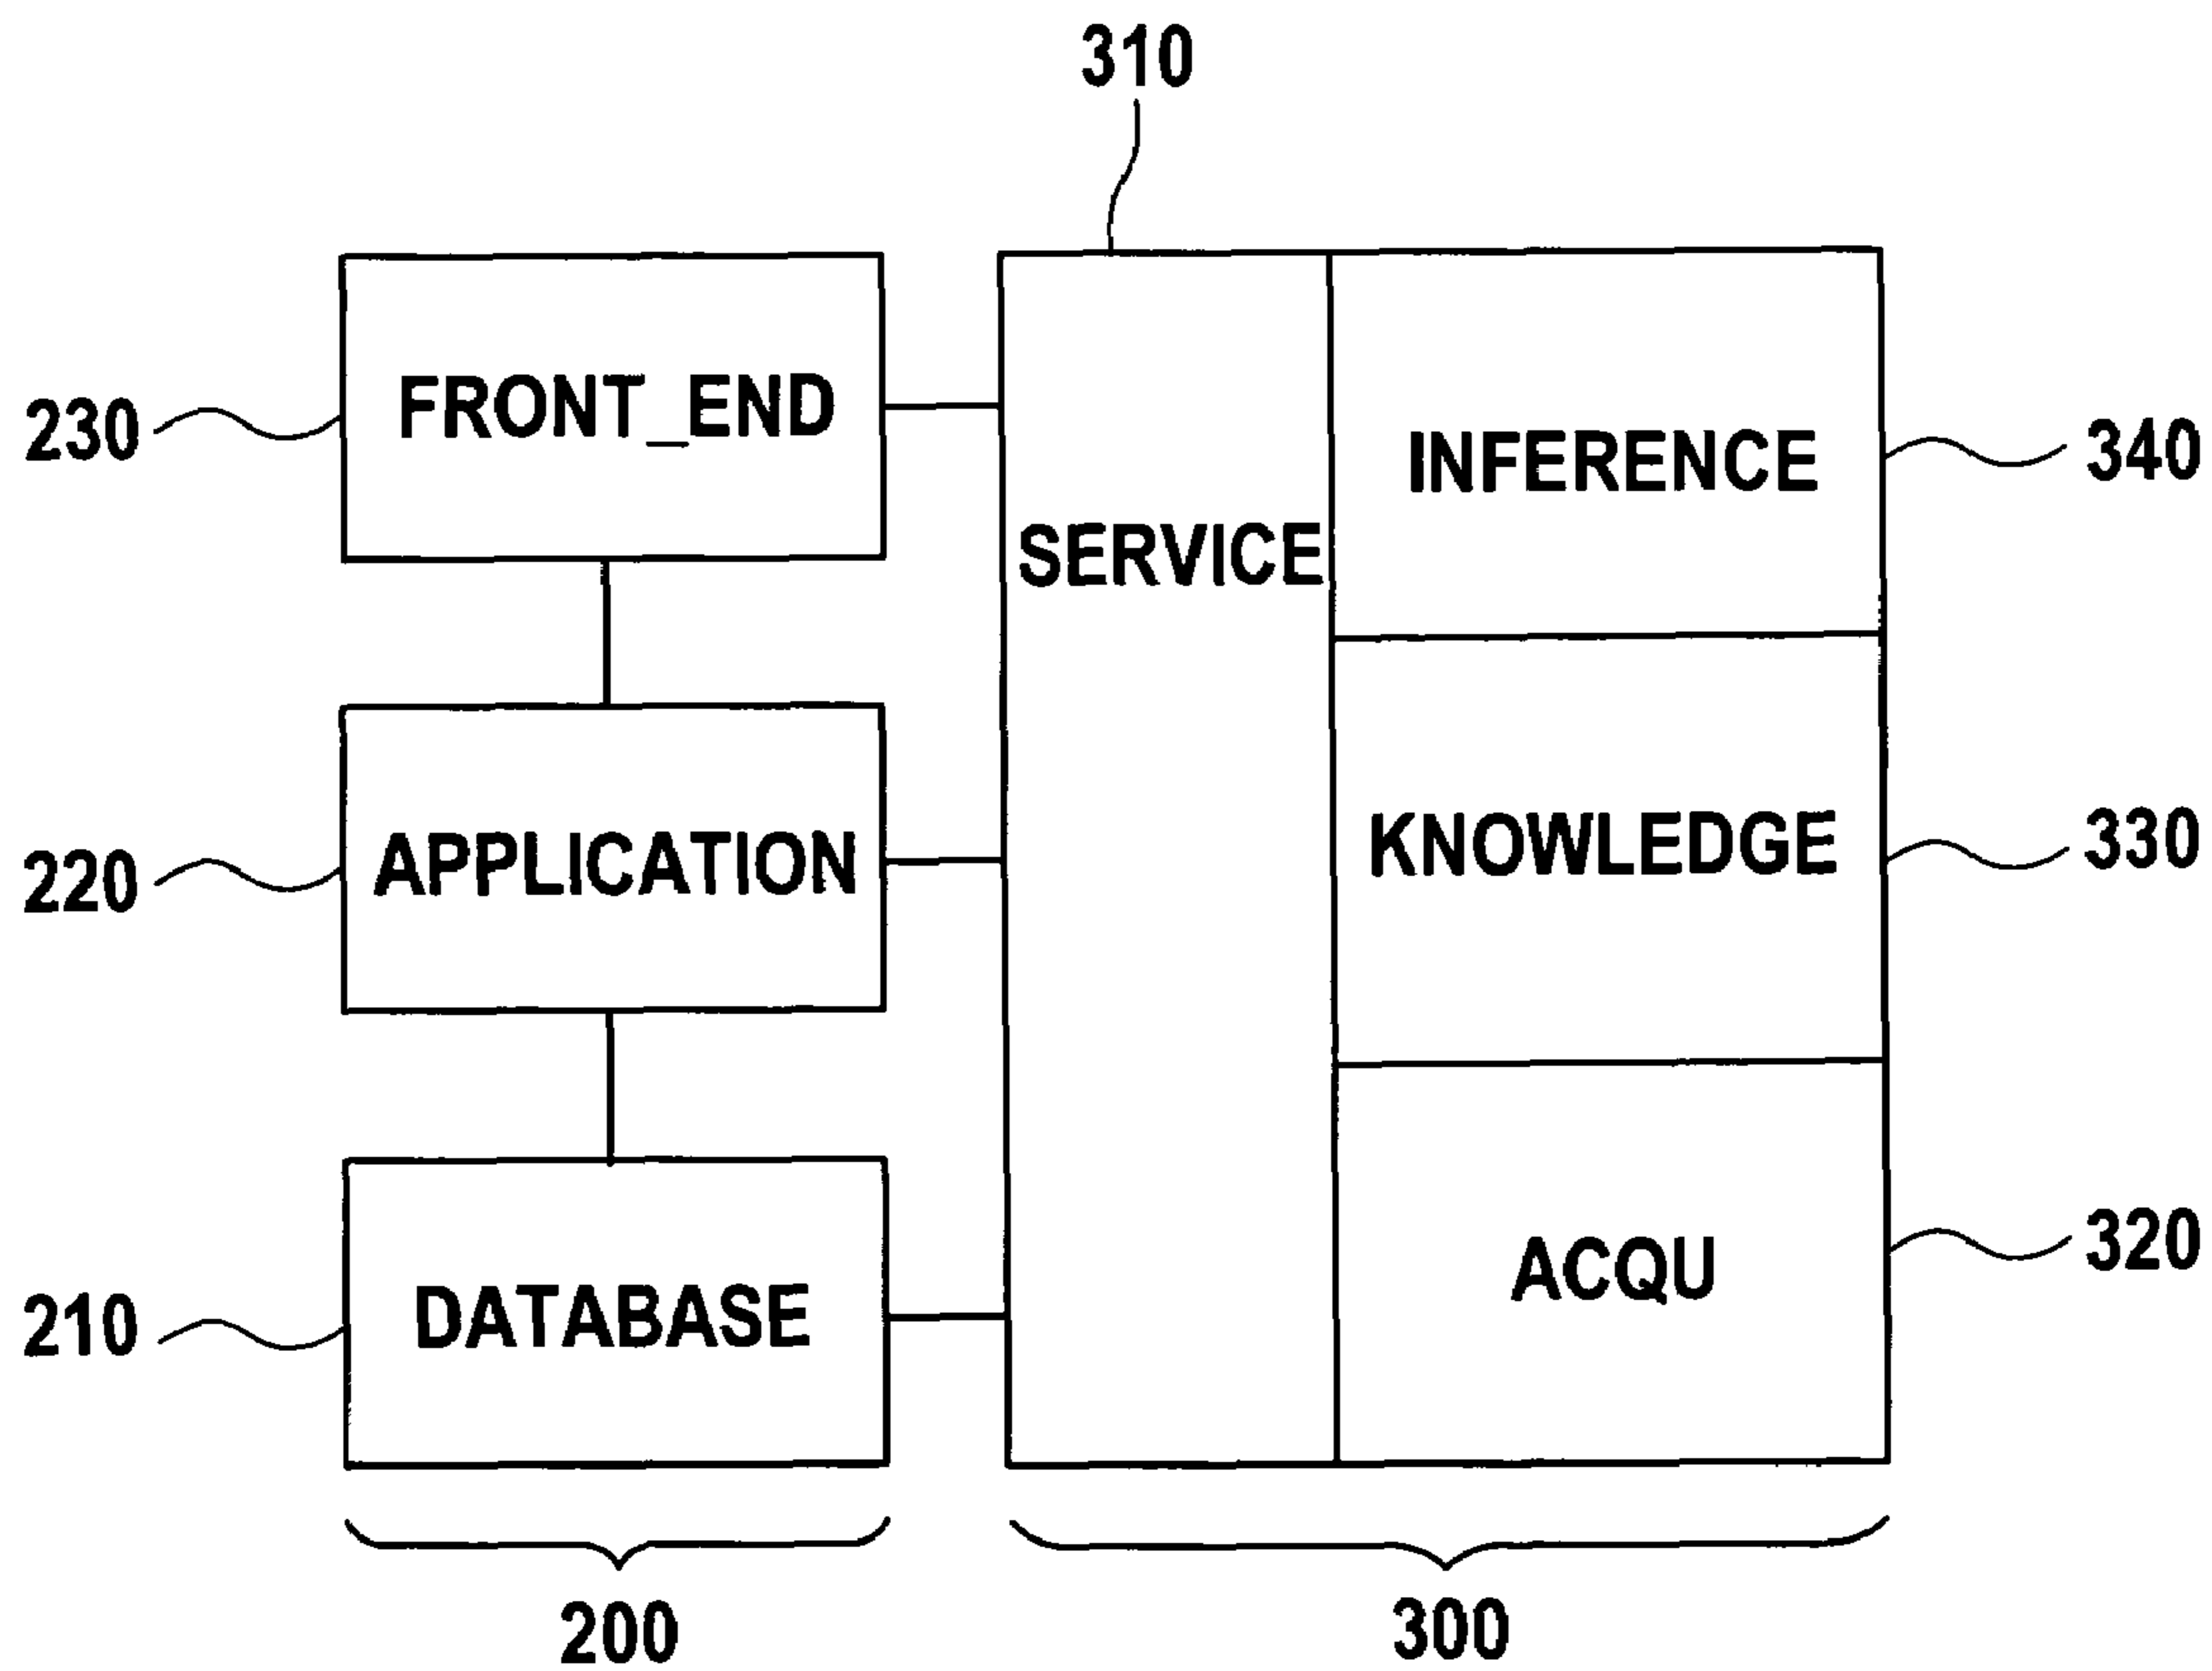 310
230
FRONT_END
SERVICE
INFERENCE
340
220
APPLICATION
KNOWLEDGE
330
210
DATABASE
ACQU
320
200
300